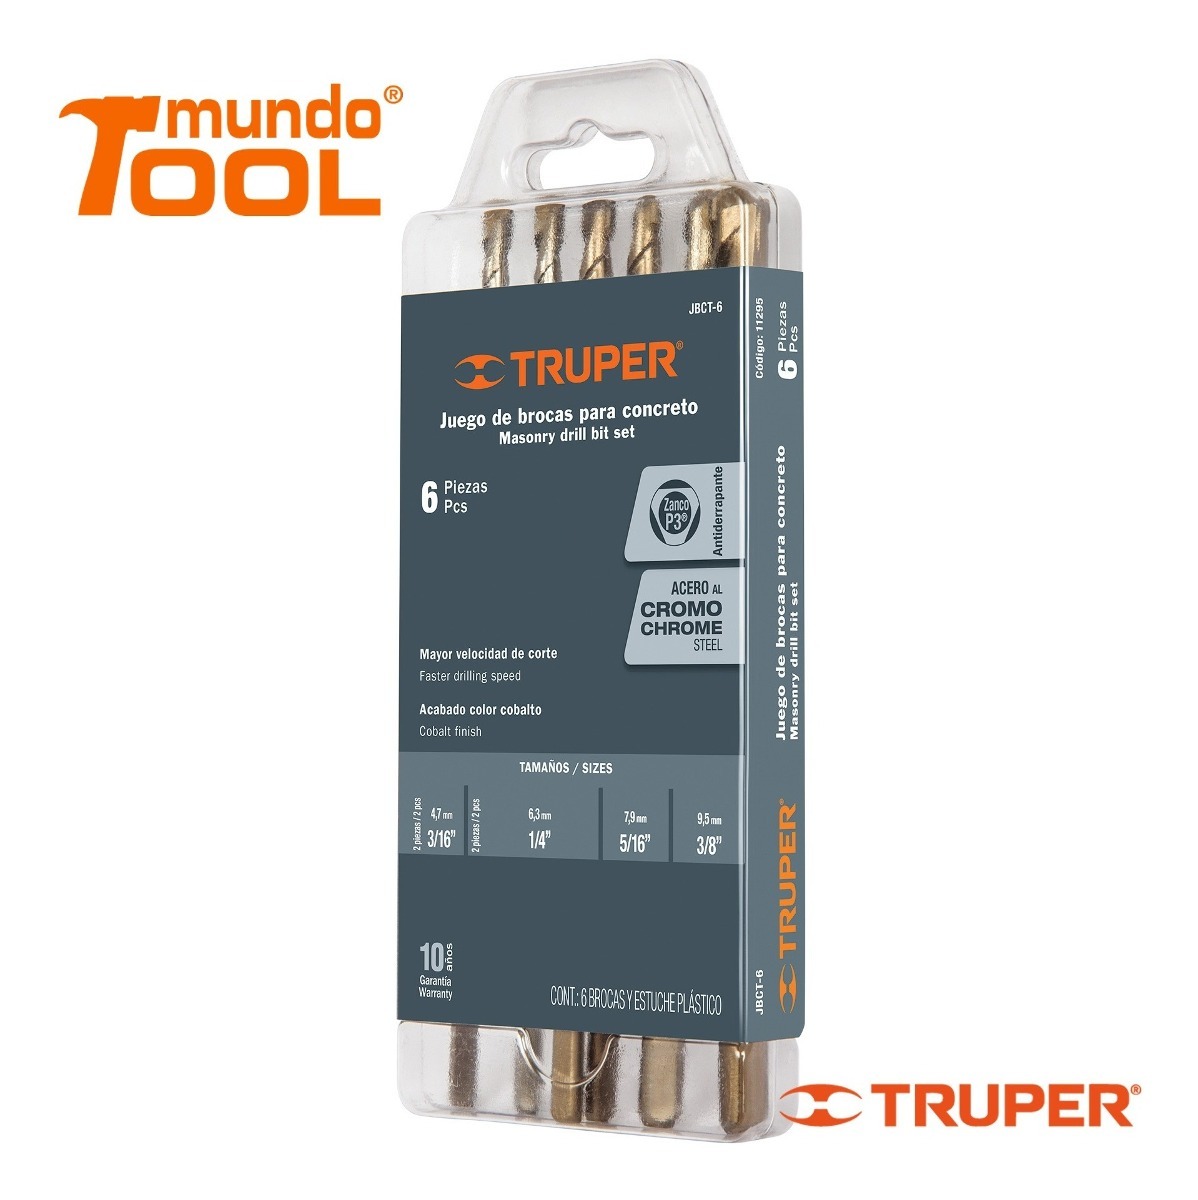 mundo®
TOOL
JBCT-6
TRUPER®
Juego de brocas para concreto
Masonry drill bit set
6 Piezas
Pcs
Zanco
P3®
Antiderrapante
ACERO AL
CROMO
CHROME
STEEL
Mayor velocidad de corte
Faster drilling speed
Acabado color cobalto
Cobalt finish
TAMAÑOS / SIZES
2 piezas / 2 pcs
4,7 mm
3/16”
2 piezas / 2 pcs
6,3 mm
1/4”
7,9 mm
5/16”
9,5 mm
3/8”
10 años
Garantía
Warranty
CONT.: 6 BROCAS Y ESTUCHE PLÁSTICO
Código: 11295
6 Piezas
Pcs
Juego de brocas para concreto
Masonry drill bit set
TRUPER®
JBCT-6
TRUPER®